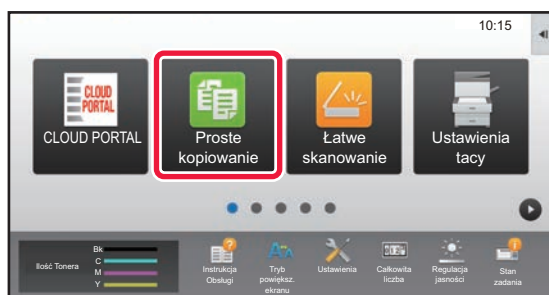 10:15
CLOUD
PORTAL
CLOUD PORTAL
Proste
kopiowanie
Łatwe
skanowanie
Ustawienia
tacy
Ilość Tonera
Bk
C
M
Y
Instrukcja
Obsługi
Tryb
powiększ.
ekranu
Ustawienia
Całkowita
liczba
Regulacja
jasności
Stan
zadania